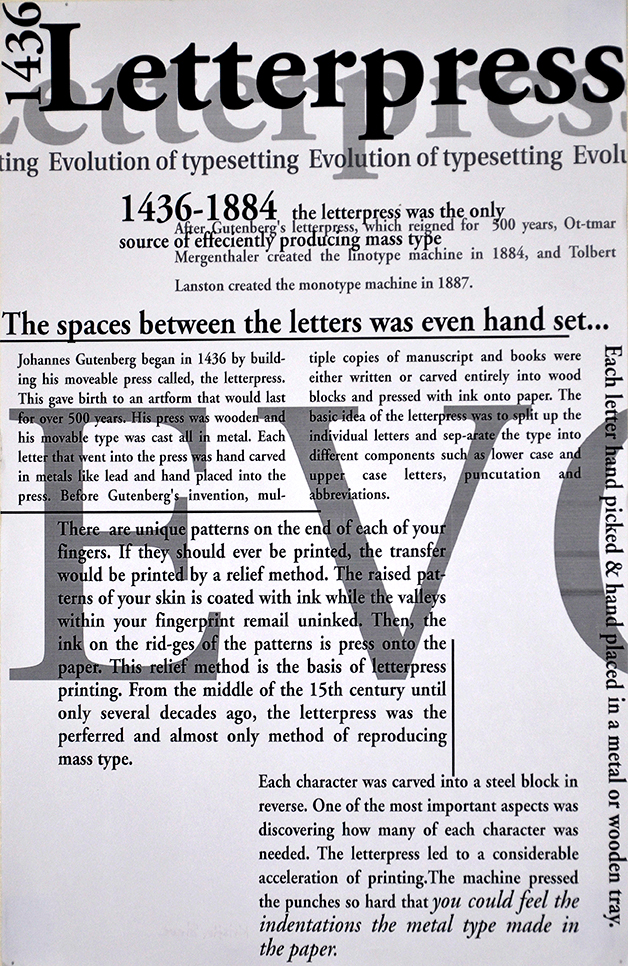 1436
Letterpress
etterpress
ting Evolution of typesetting Evolution of typesetting Evolu
1436-1884 the letterpress was the only
source of effeciently producing mass type
After Gutenberg's letterpress, which reigned for 500 years, Ot-tmar
Mergenthaler created the linotype machine in 1884, and Tolbert
Lanston created the monotype machine in 1887.
The spaces between the letters was even hand set...
Johannes Gutenberg began in 1436 by build-
ing his moveable press called, the letterpress.
This gave birth to an artform that would last
for over 500 years. His press was wooden and
his movable type was cast all in metal. Each
letter that went into the press was hand carved
in metals like lead and hand placed into the
press. Before Gutenberg's invention, mul-
tiple copies of manuscript and books were
either written or carved entirely into wood
blocks and pressed with ink onto paper. The
basic idea of the letterpress was to split up the
individual letters and sep-arate the type into
different components such as lower case and
upper case letters, puncutation and
abbreviations.
Each letter hand picked & hand placed in a metal or wooden tray.
EVO
There are unique patterns on the end of each of your
fingers. If they should ever be printed, the transfer
would be printed by a relief method. The raised pat-
terns of your skin is coated with ink while the valleys
within your fingerprint remail uninked. Then, the
ink on the rid-ges of the patterns is press onto the
paper. This relief method is the basis of letterpress
printing. From the middle of the 15th century until
only several decades ago, the letterpress was the
perferred and almost only method of reproducing
mass type.
Each character was carved into a steel block in
reverse. One of the most important aspects was
discovering how many of each character was
needed. The letterpress led to a considerable
acceleration of printing.The machine pressed
the punches so hard that you could feel the
indentations the metal type made in
the paper.